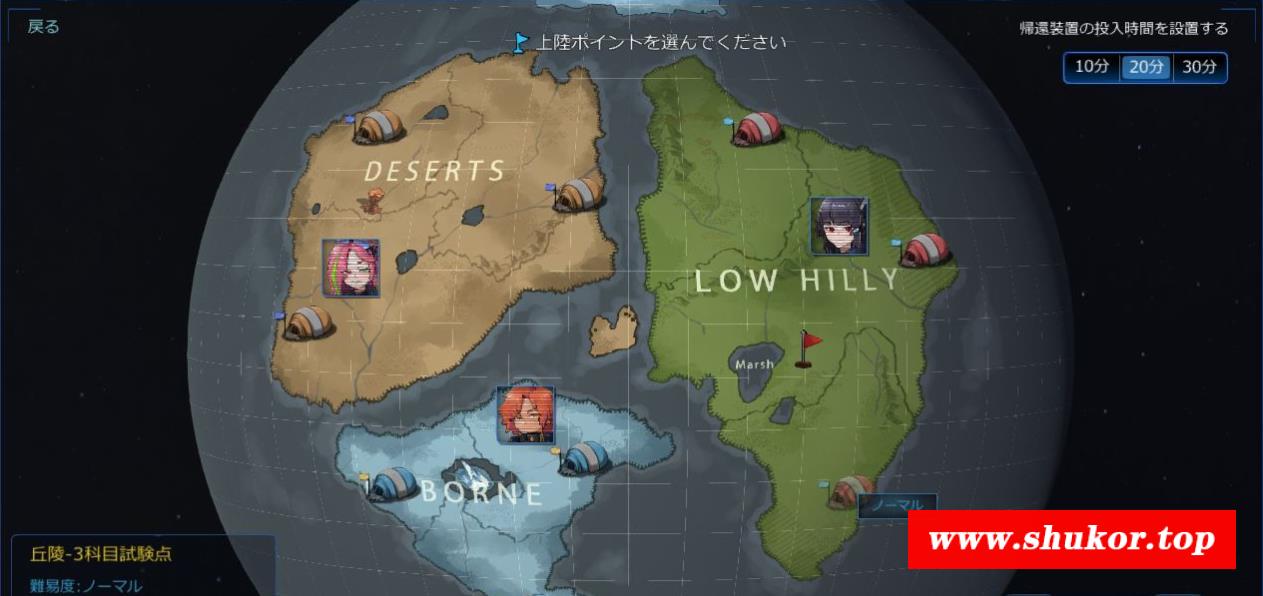 戻る
上陸ポイントを選んでください
帰還装置の投入時間を設置する
10分 20分 30分
DESERTS
LOW HILLY
Marsh
BORNE
ノーマル
www.shukor.top
丘陵-3科目試験点
難易度:ノーマル